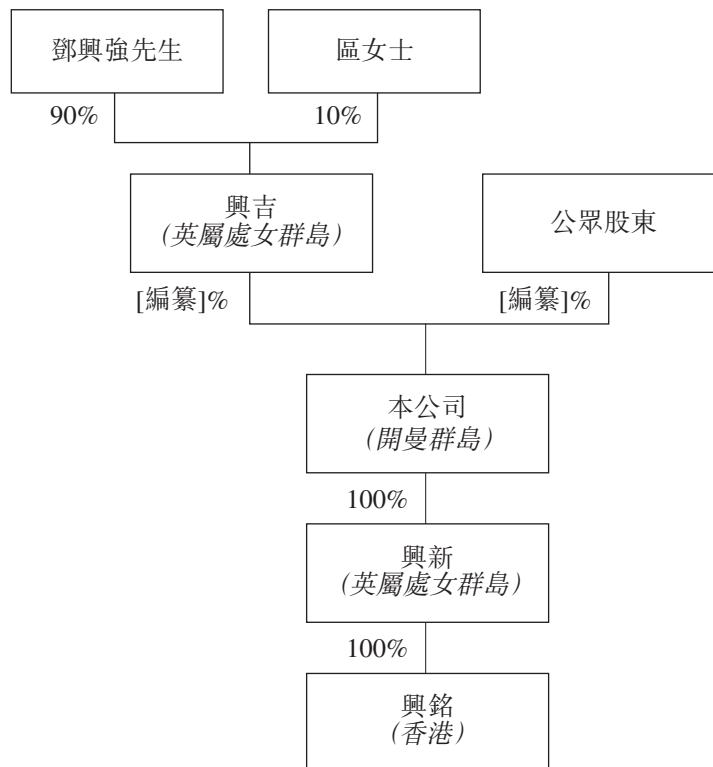 鄧興強先生
區女士
90%
10%
興吉
(英屬處女群島)
公眾股東
[編纂]%
[編纂]%
本公司
(開曼群島)
100%
興新
(英屬處女群島)
100%
興銘
(香港)